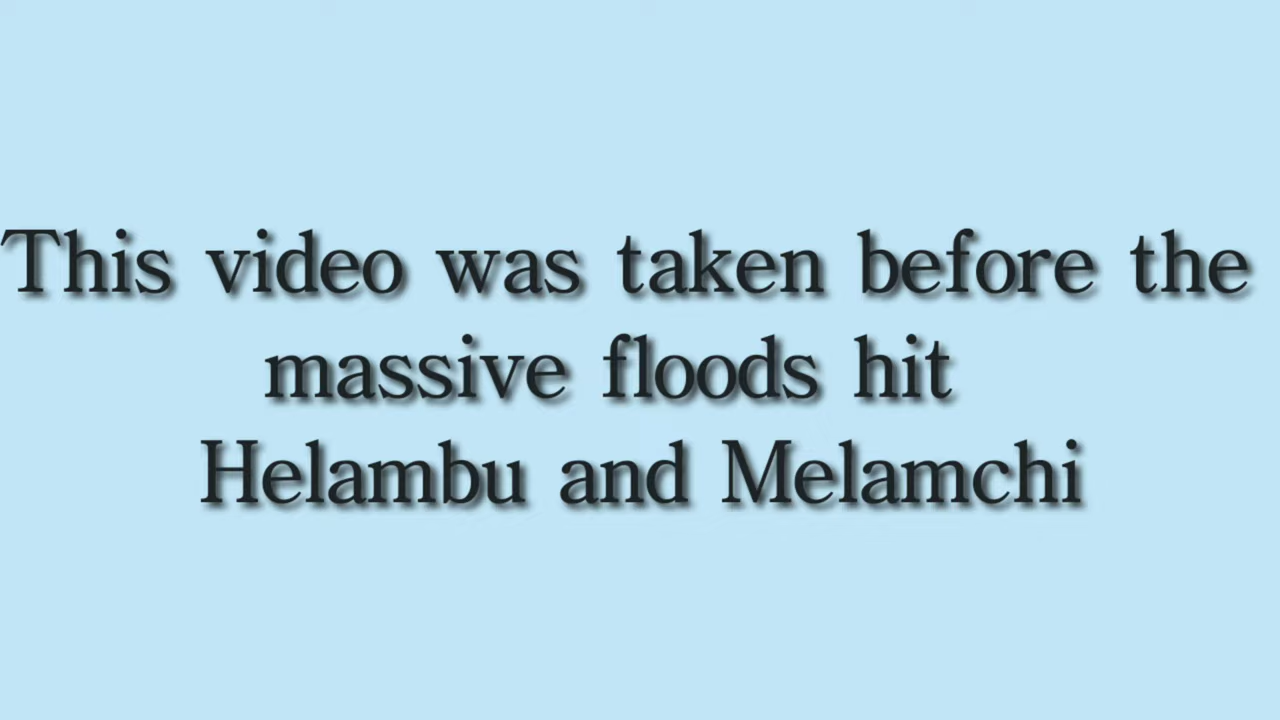 This video was taken before the
massive floods hit
Helambu and Melamchi